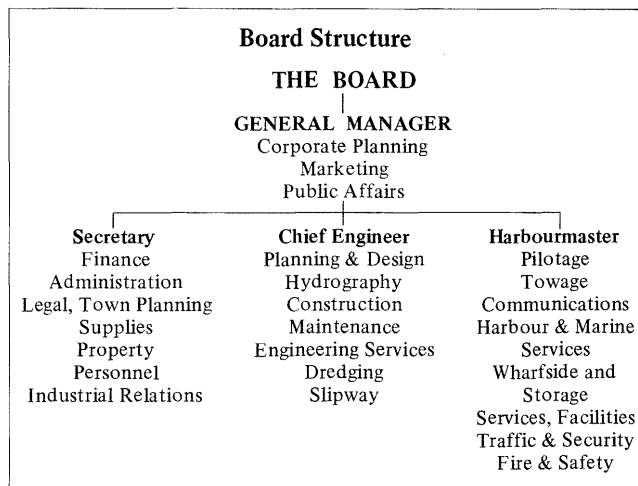 Board Structure
THE BOARD
GENERAL MANAGER
Corporate Planning
Marketing
Public Affairs
Secretary
Finance
Administration
Legal, Town Planning
Supplies
Property
Personnel
Industrial Relations
Chief Engineer
Planning & Design
Hydrography
Construction
Maintenance
Engineering Services
Dredging
Slipway
Harbourmaster
Pilotage
Towage
Communications
Harbour & Marine
Services
Wharfside and
Storage
Services, Facilities
Traffic & Security
Fire & Safety